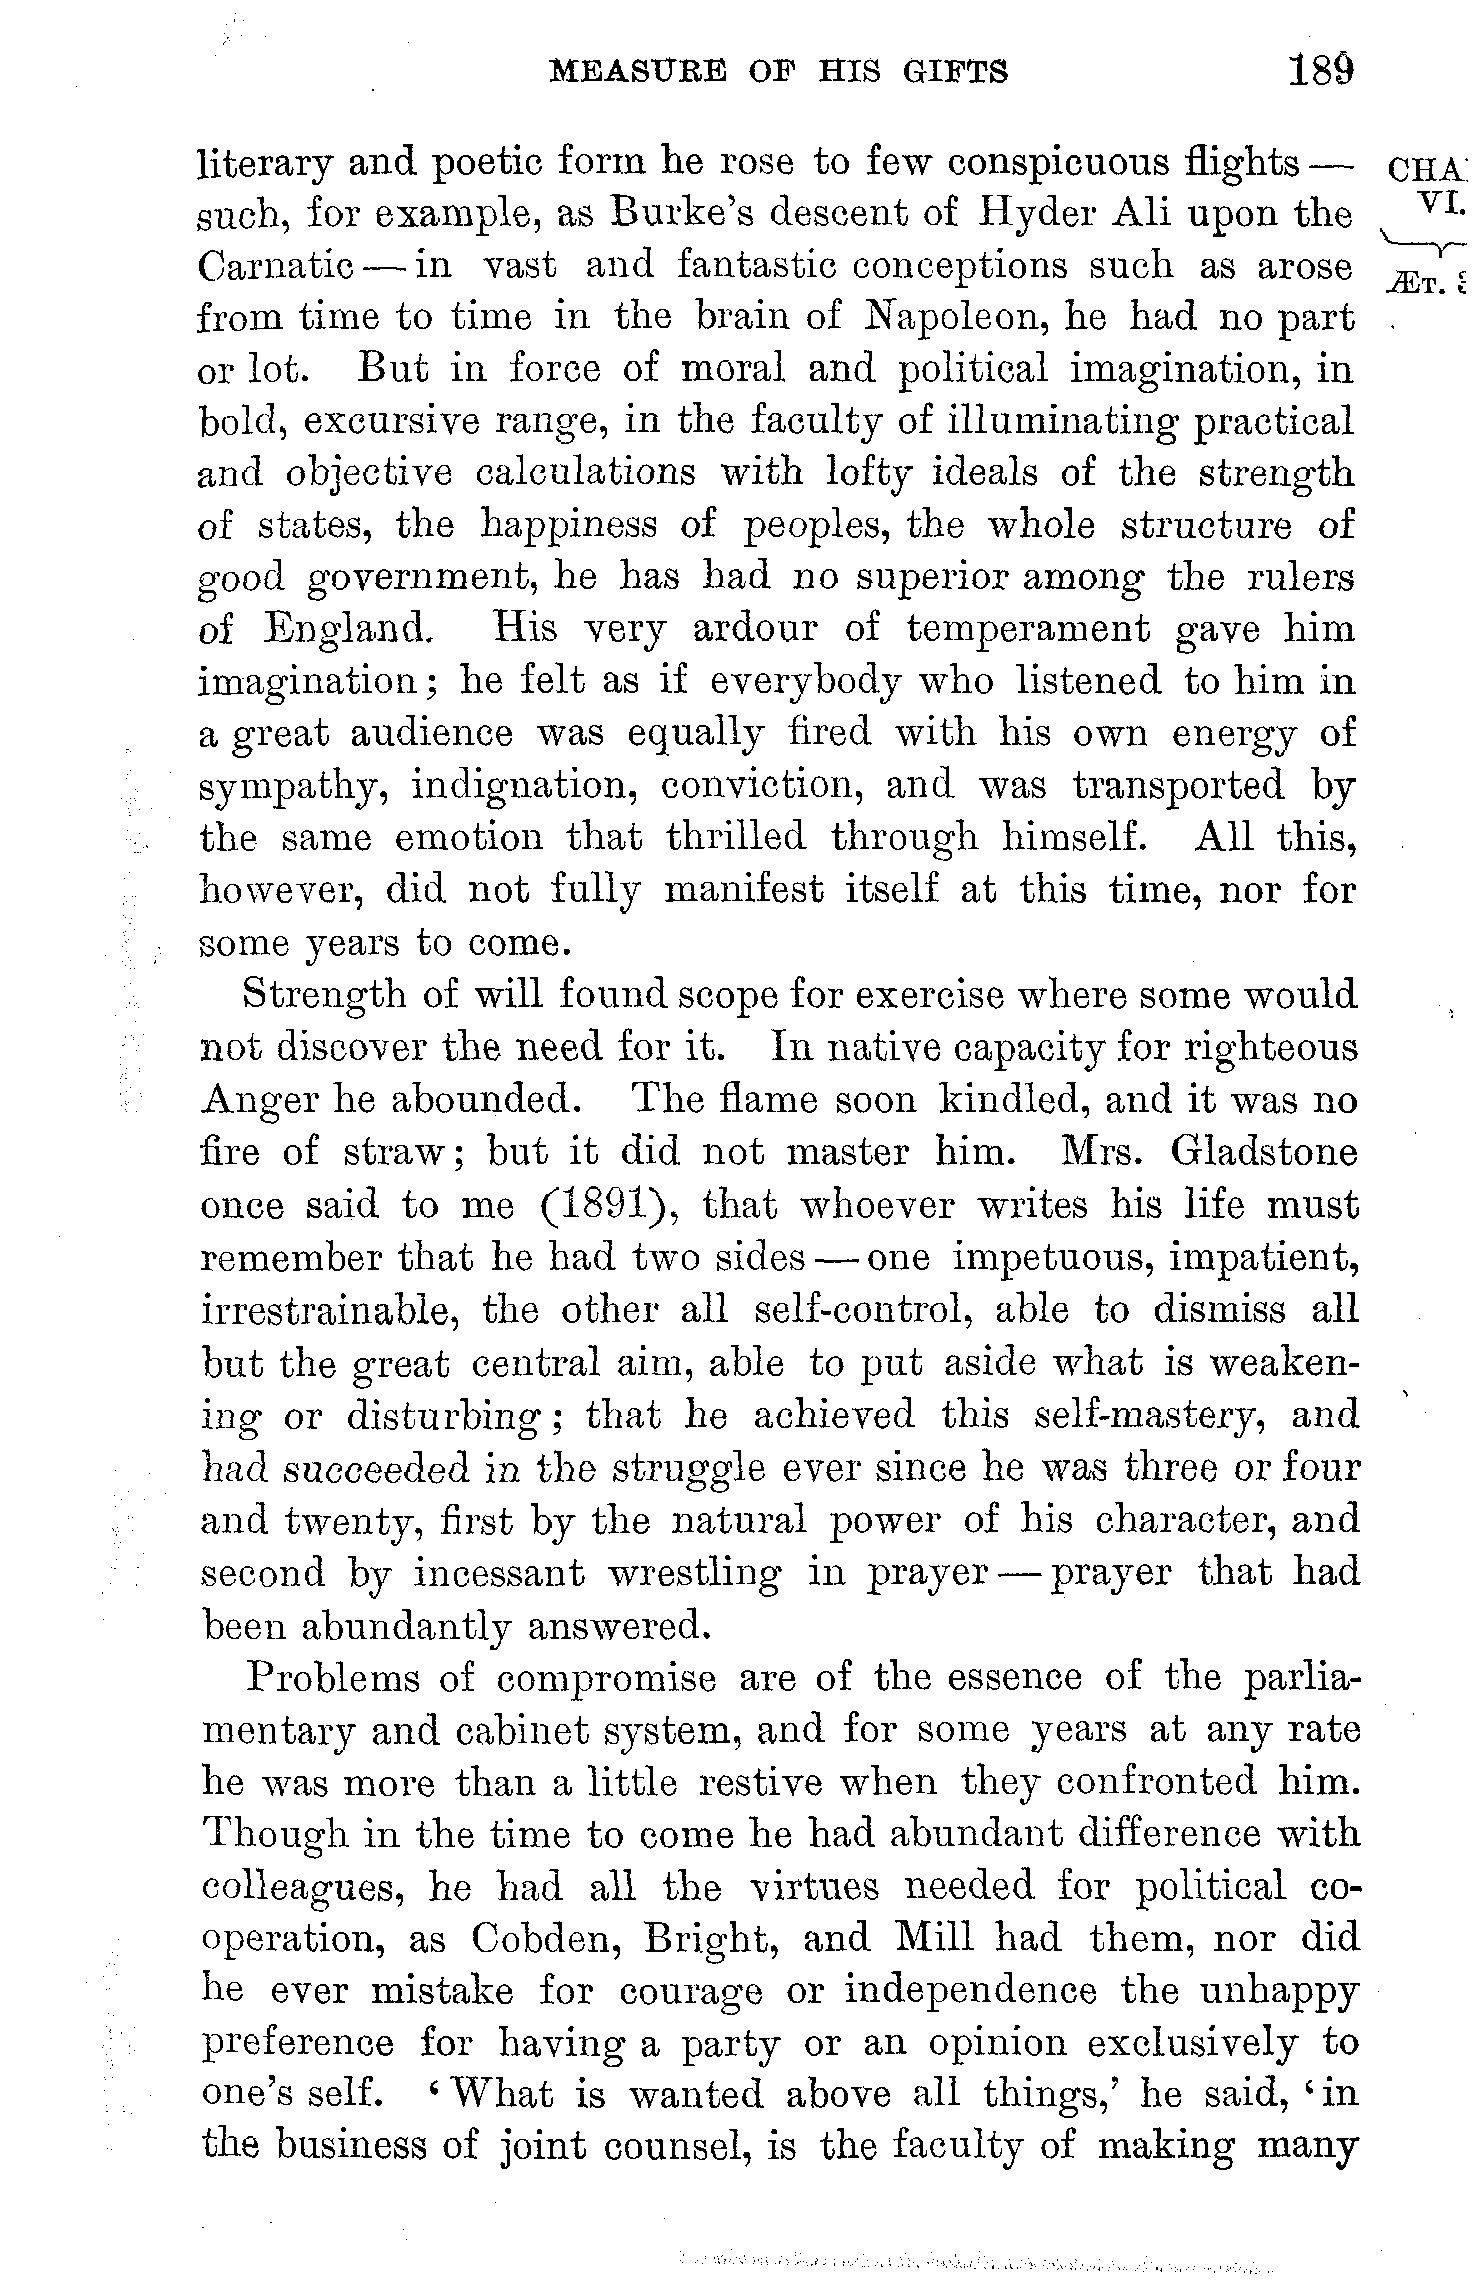 MEASURE OF HIS GIFTS 189
literary and poetic form he rose to few conspicuous flights —
such, for example, as Burke's descent of Hyder Ali upon the
Carnatic — in vast and fantastic conceptions such as arose
from time to time in the brain of Napoleon, he had no part
or lot. But in force of moral and political imagination, in
bold, excursive range, in the faculty of illuminating practical
and objective calculations with lofty ideals of the strength
of states, the happiness of peoples, the whole structure of
good government, he has had no superior among the rulers
of England. His very ardour of temperament gave him
imagination; he felt as if everybody who listened to him in
a great audience was equally fired with his own energy of
sympathy, indignation, conviction, and was transported by
the same emotion that thrilled through himself. All this,
however, did not fully manifest itself at this time, nor for
some years to come.
Strength of will found scope for exercise where some would
not discover the need for it. In native capacity for righteous
Anger he abounded. The flame soon kindled, and it was no
fire of straw; but it did not master him. Mrs. Gladstone
once said to me (1891), that whoever writes his life must
remember that he had two sides — one impetuous, impatient,
irrestrainable, the other all self-control, able to dismiss all
but the great central aim, able to put aside what is weaken-
ing or disturbing; that he achieved this self-mastery, and
had succeeded in the struggle ever since he was three or four
and twenty, first by the natural power of his character, and
second by incessant wrestling in prayer — prayer that had
been abundantly answered.
Problems of compromise are of the essence of the parlia-
mentary and cabinet system, and for some years at any rate
he was more than a little restive when they confronted him.
Though in the time to come he had abundant difference with
colleagues, he had all the virtues needed for political co-
operation, as Cobden, Bright, and Mill had them, nor did
he ever mistake for courage or independence the unhappy
preference for having a party or an opinion exclusively to
one's self. ‘What is wanted above all things,’ he said, ‘in
the business of joint counsel, is the faculty of making many
CHA
VI.
ÆT.